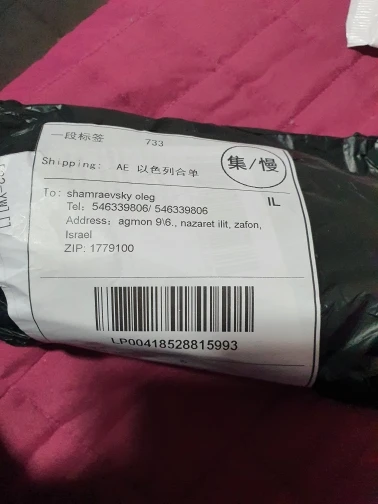 一段标签 733
集/慢
Shipping: AE 以色列合单
IL
To: shamraevsky oleg
Tel: 546339806/ 546339806
Address: agmon 9\6., nazaret ilit, zafon,
Israel
ZIP: 1779100
LP00418528815993